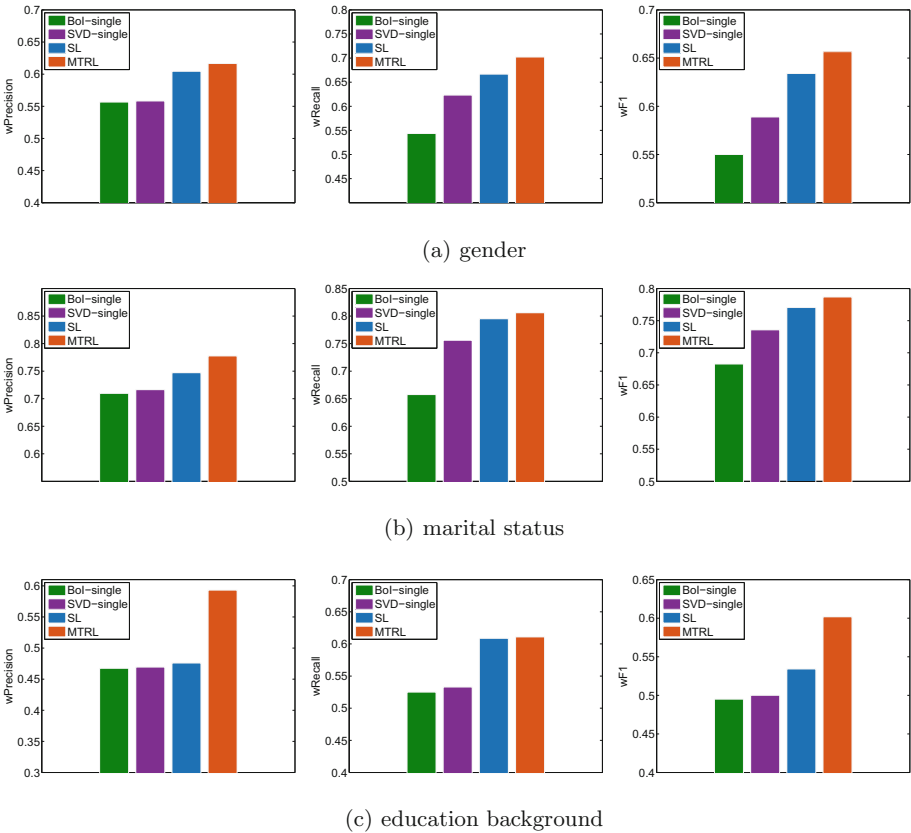 0.7
0.65
0.6
0.55
0.5
0.45
0.4
wPrecision
BoI-single
SVD-single
SL
MTRL
0.8
0.75
0.7
0.65
0.6
0.55
0.5
0.45
wRecall
BoI-single
SVD-single
SL
MTRL
0.7
0.65
0.6
0.55
0.5
wF1
BoI-single
SVD-single
SL
MTRL
(a) gender
0.85
0.8
0.75
0.7
0.65
0.6
wPrecision
BoI-single
SVD-single
SL
MTRL
0.85
0.8
0.75
0.7
0.65
0.6
0.55
0.5
wRecall
BoI-single
SVD-single
SL
MTRL
0.8
0.75
0.7
0.65
0.6
0.55
0.5
wF1
BoI-single
SVD-single
SL
MTRL
(b) marital status
0.6
0.55
0.5
0.45
0.4
0.35
0.3
wPrecision
BoI-single
SVD-single
SL
MTRL
0.7
0.65
0.6
0.55
0.5
0.45
0.4
wRecall
BoI-single
SVD-single
SL
MTRL
0.65
0.6
0.55
0.5
0.45
0.4
wF1
BoI-single
SVD-single
SL
MTRL
(c) education background